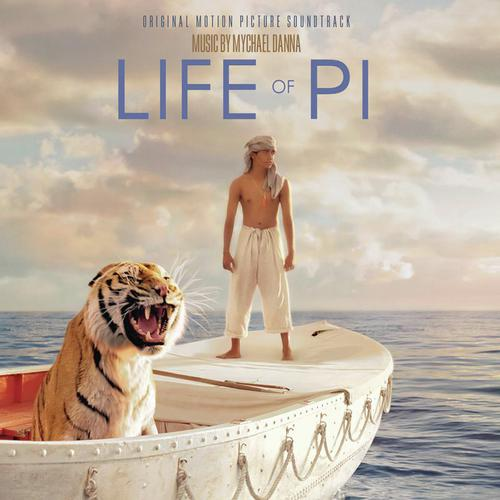 ORIGINAL MOTION PICTURE SOUNDTRACK
MUSIC BY MYCHAEL DANNA
LIFE OF PI